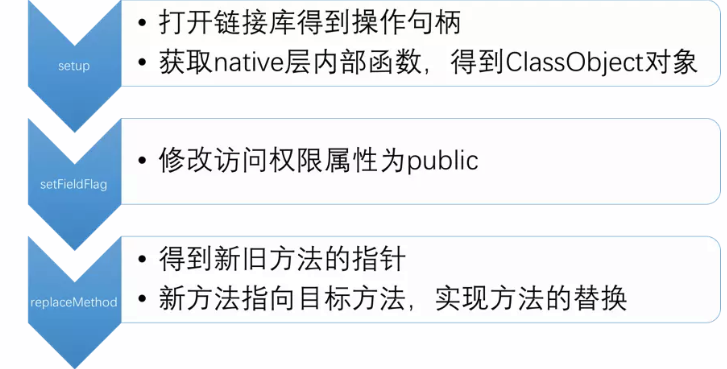 setup
• 打开链接库得到操作句柄
• 获取native层内部函数，得到ClassObject对象
setFieldFlag
• 修改访问权限属性为public
replaceMethod
• 得到新旧方法的指针
• 新方法指向目标方法，实现方法的替换